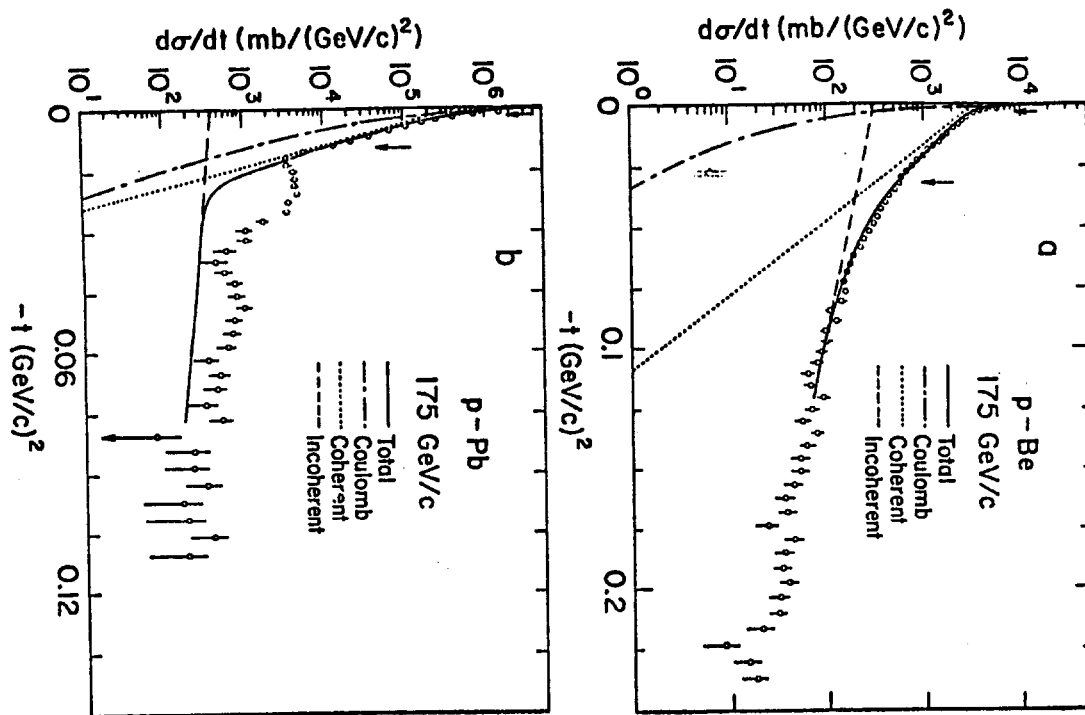 dσ/dt (mb/(GeV/c)²)
10⁴
10³
10²
10¹
10⁰
a
p-Be
175 GeV/c
Total
Coulomb
Coherent
Incoherent
0
0.1
0.2
-t (GeV/c)²
dσ/dt (mb/(GeV/c)²)
10⁶
10⁵
10⁴
10³
10²
10¹
b
p-Pb
175 GeV/c
Total
Coulomb
Coherent
Incoherent
0
0.06
0.12
-t (GeV/c)²